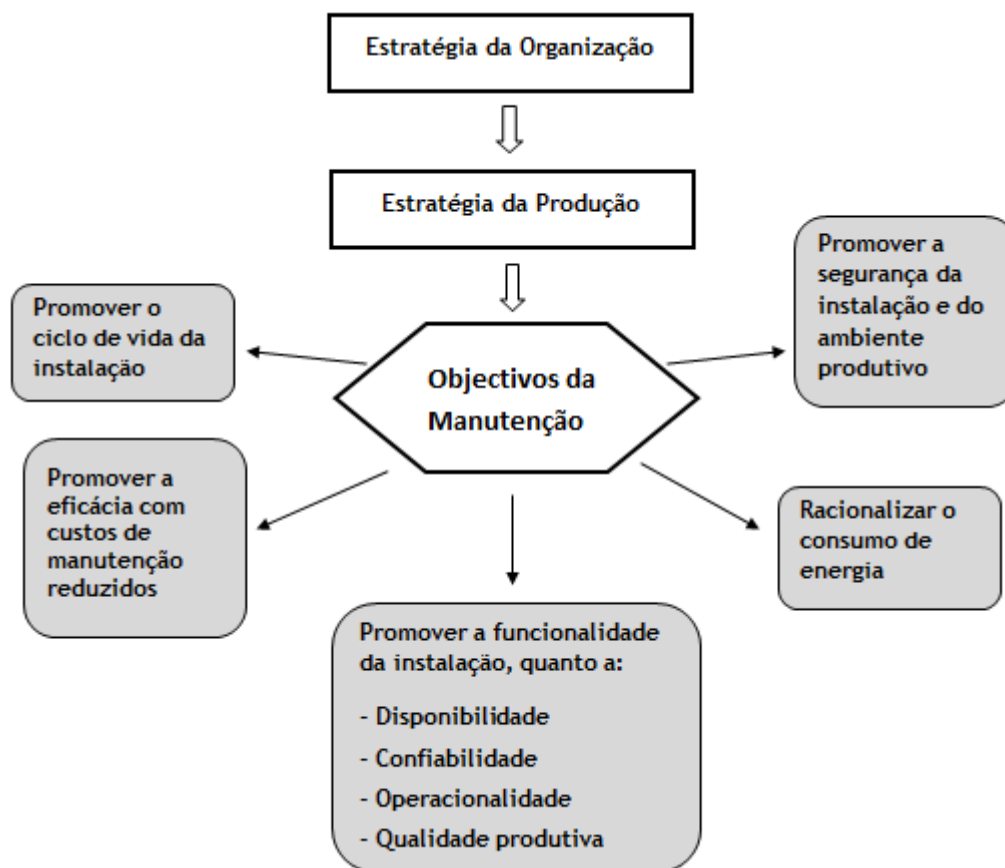 Estratégia da Organização
Estratégia da Produção
Promover a
segurança da
instalação e do
ambiente
produtivo
Promover o
ciclo de vida da
instalação
Objectivos da
Manutenção
Promover a
eficácia com
custos de
manutenção
reduzidos
Racionalizar o
consumo de
energia
Promover a funcionalidade
da instalação, quanto a:
- Disponibilidade
- Confiabilidade
- Operacionalidade
- Qualidade produtiva